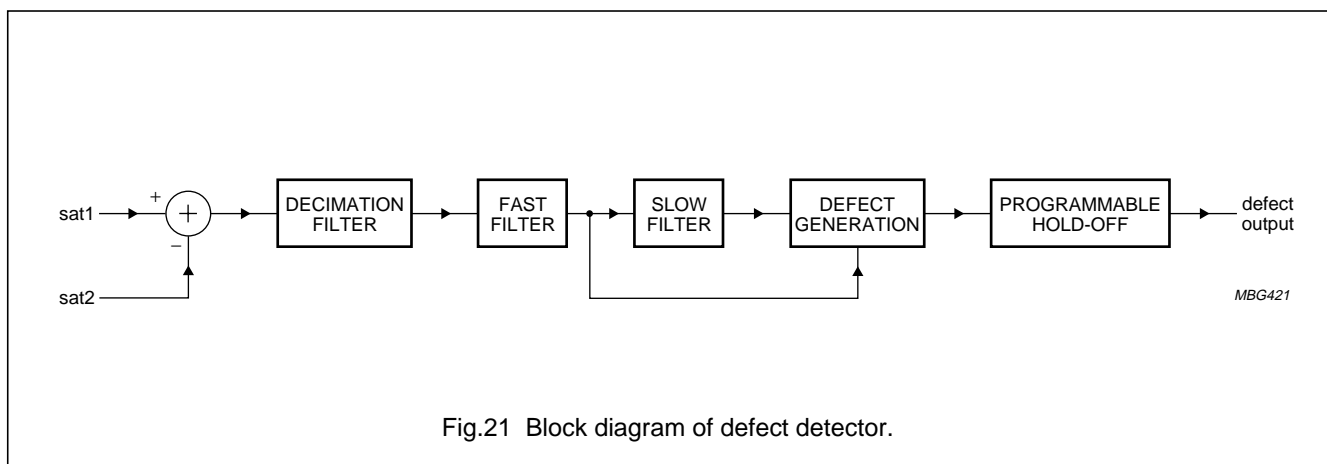 sat1
+
+
−
sat2
DECIMATION
FILTER
FAST
FILTER
SLOW
FILTER
DEFECT
GENERATION
PROGRAMMABLE
HOLD-OFF
defect
output
MBG421
Fig.21 Block diagram of defect detector.